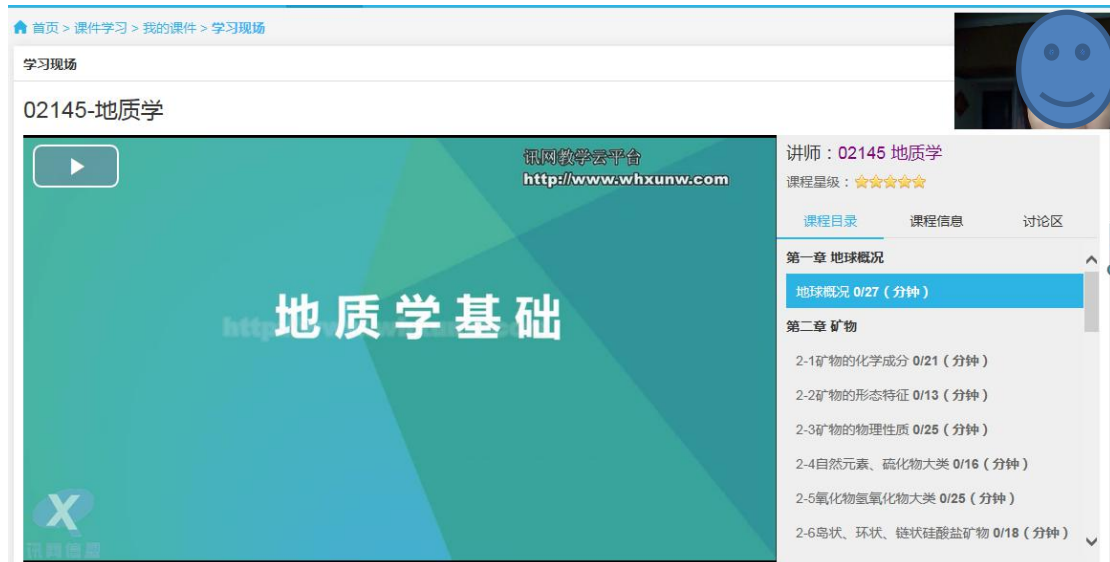 首页 > 课件学习 > 我的课件 > 学习现场
学习现场
02145-地质学
讯网教学云平台
http://www.whxunw.com
地质学基础
讯网信息
讲师：02145 地质学
课程星级：
课程目录 课程信息 讨论区
第一章 地球概况
地球概况 0/27（分钟）
第二章 矿物
2-1矿物的化学成分 0/21（分钟）
2-2矿物的形态特征 0/13（分钟）
2-3矿物的物理性质 0/25（分钟）
2-4自然元素、硫化物大类 0/16（分钟）
2-5氧化物氢氧化物大类 0/25（分钟）
2-6岛状、环状、链状硅酸盐矿物 0/18（分钟）